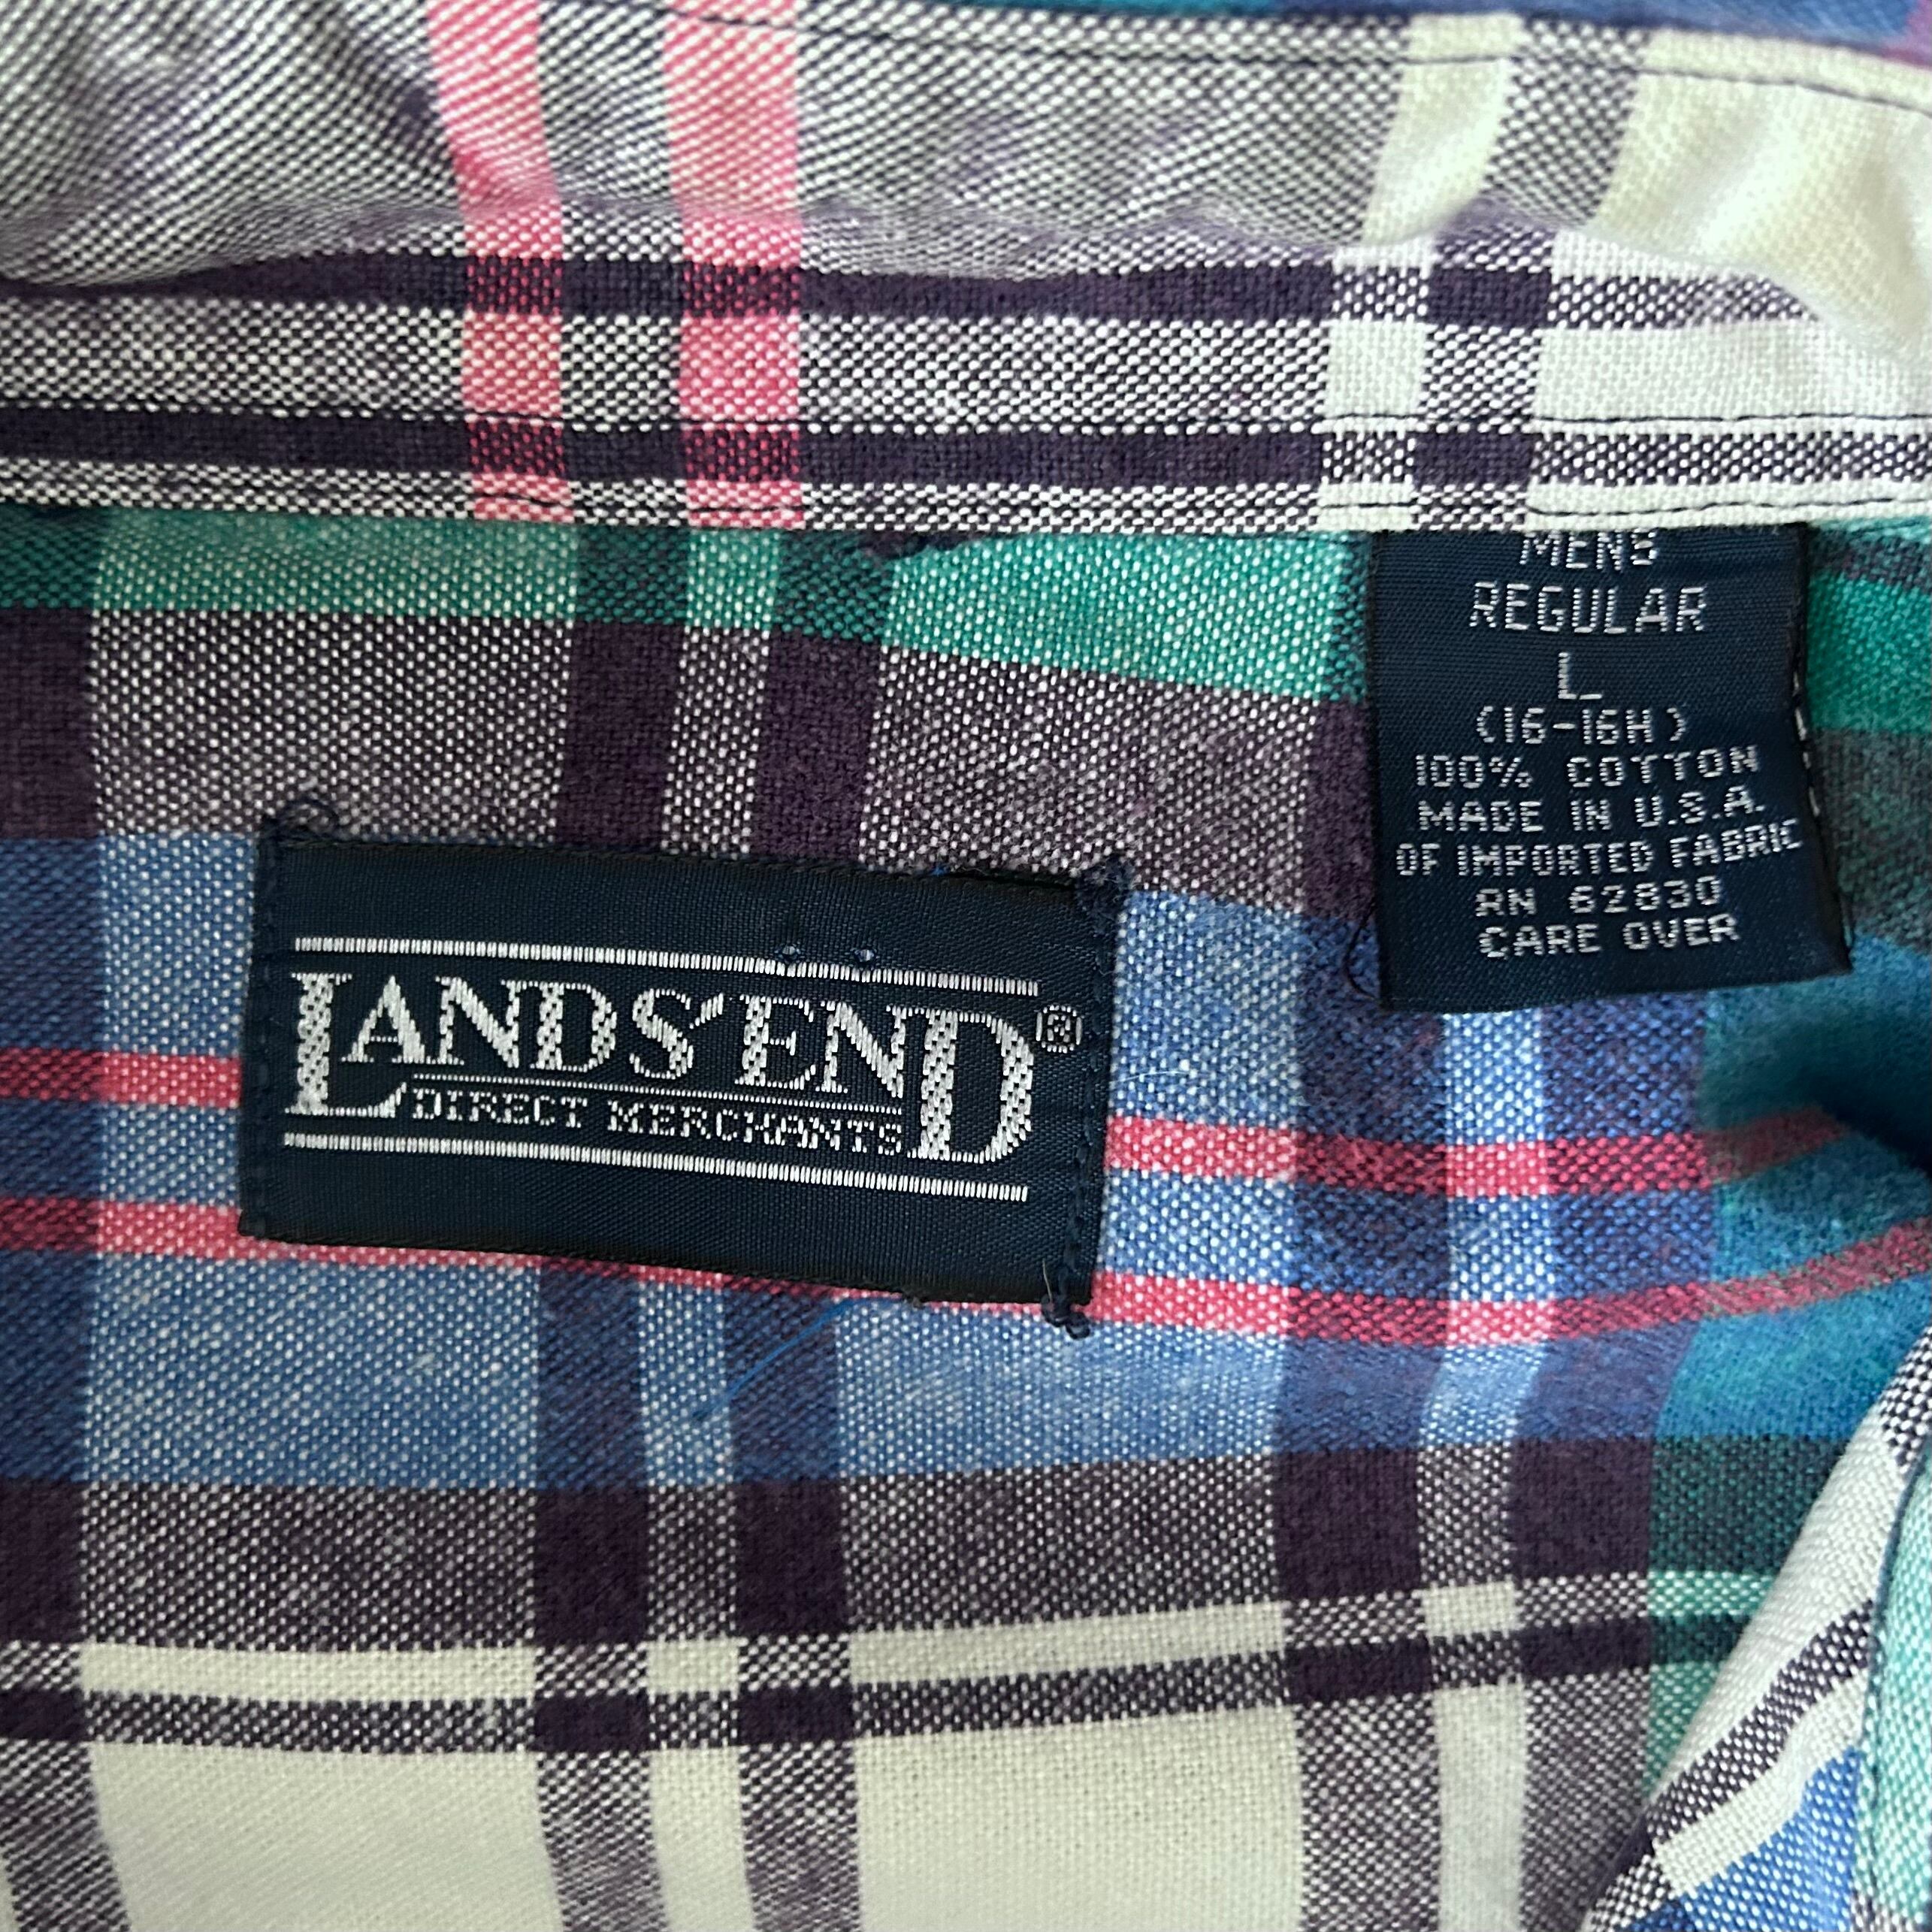 MENS
REGULAR
L
(16-16H)
100% COTTON
MADE IN U.S.A.
OF IMPORTED FABRIC
RN 62830
CARE OVER
LANDS' END ®
DIRECT MERCHANTS